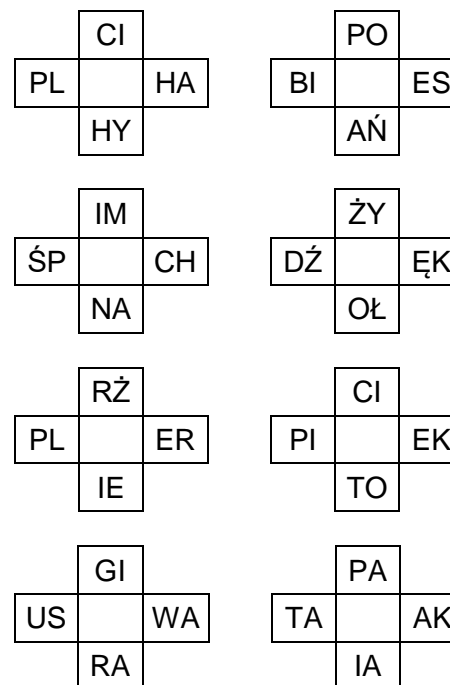 CI PO
PL HA BI ES
HY AŃ
IM ŻY
ŚP CH DŹ ĘK
NA OŁ
RŻ CI
PL ER PI EK
IE TO
GI PA
US WA TA AK
RA IA